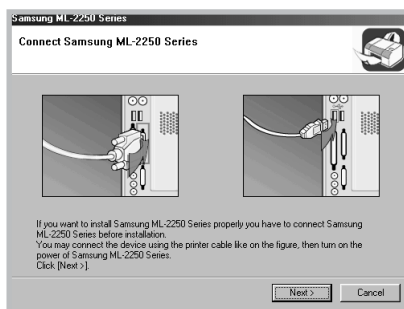 Samsung ML-2250 Series
Connect Samsung ML-2250 Series
If you want to install Samsung ML-2250 Series properly you have to connect Samsung
ML-2250 Series before installation.
You may connect the device using the printer cable like on the figure, then turn on the
power of Samsung ML-2250 Series.
Click [Next >].
Next >
Cancel